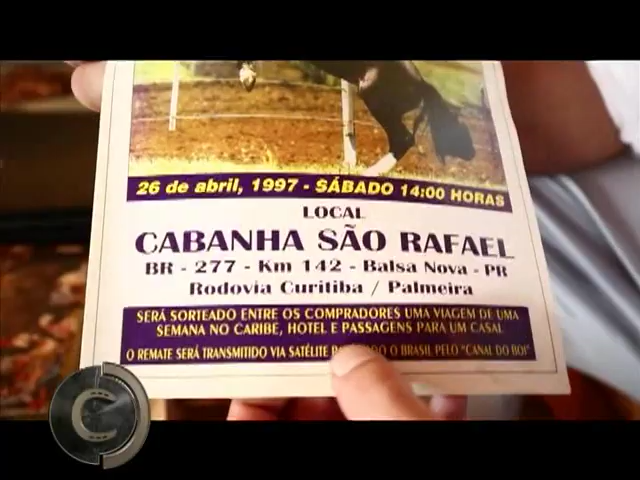 26 de abril, 1997 - SÁBADO 14:00 HORAS
LOCAL
CABANHA SÃO RAFAEL
BR - 277 - Km 142 - Balsa Nova - PR
Rodovia Curitiba / Palmeira
SERÁ SORTEADO ENTRE OS COMPRADORES UMA VIAGEM DE UMA
SEMANA NO CARIBE, HOTEL E PASSAGENS PARA UM CASAL
O REMATE SERÁ TRANSMITIDO VIA SATÉLITE O BRASIL PELO "CANAL DO BOI"